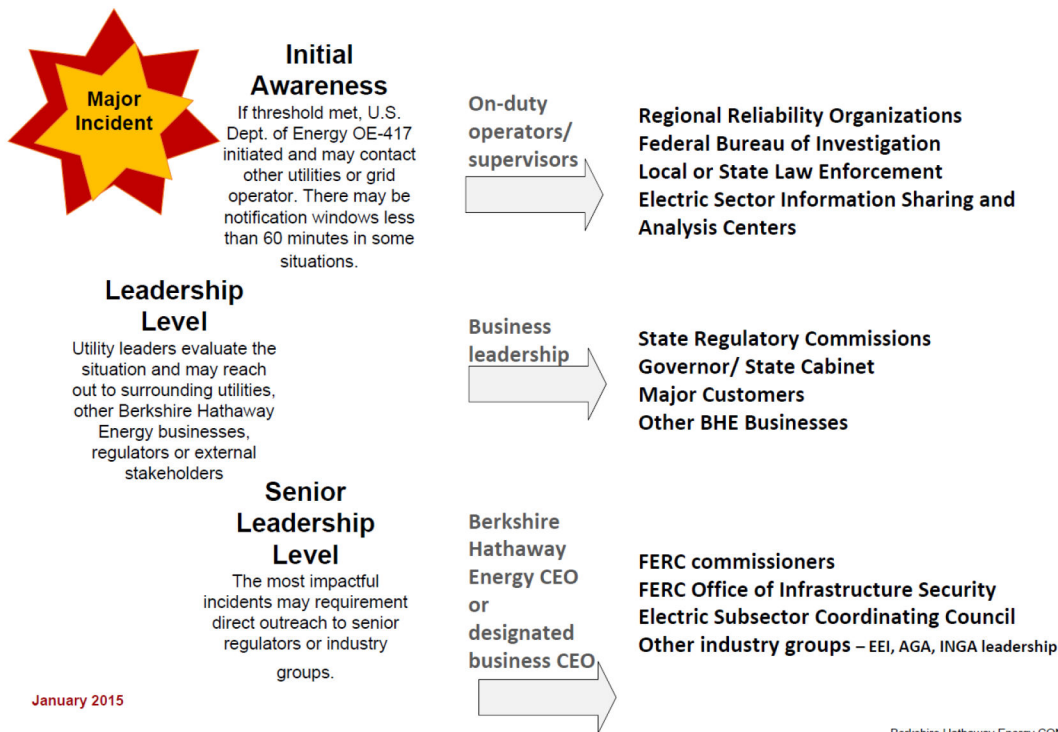 Major
Incident
Initial
Awareness
If threshold met, U.S.
Dept. of Energy OE-417
initiated and may contact
other utilities or grid
operator. There may be
notification windows less
than 60 minutes in some
situations.
On-duty
operators/
supervisors
Regional Reliability Organizations
Federal Bureau of Investigation
Local or State Law Enforcement
Electric Sector Information Sharing and
Analysis Centers
Leadership
Level
Utility leaders evaluate the
situation and may reach
out to surrounding utilities,
other Berkshire Hathaway
Energy businesses,
regulators or external
stakeholders
Business
leadership
State Regulatory Commissions
Governor/ State Cabinet
Major Customers
Other BHE Businesses
Senior
Leadership
Level
The most impactful
incidents may requirement
direct outreach to senior
regulators or industry
groups.
Berkshire
Hathaway
Energy CEO
or
designated
business CEO
FERC commissioners
FERC Office of Infrastructure Security
Electric Subsector Coordinating Council
Other industry groups – EEI, AGA, INGA leadership
January 2015